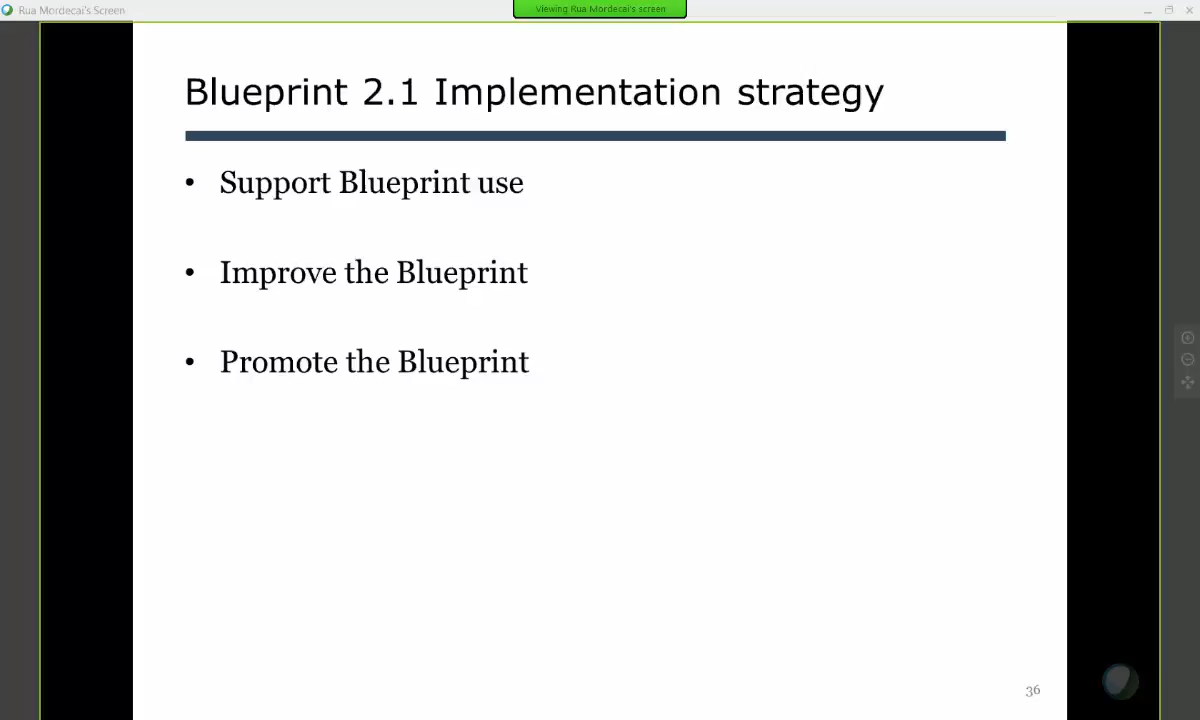 Rua Mordecai's Screen
Viewing Rua Mordecai's screen
Blueprint 2.1 Implementation strategy
• Support Blueprint use
• Improve the Blueprint
• Promote the Blueprint
36